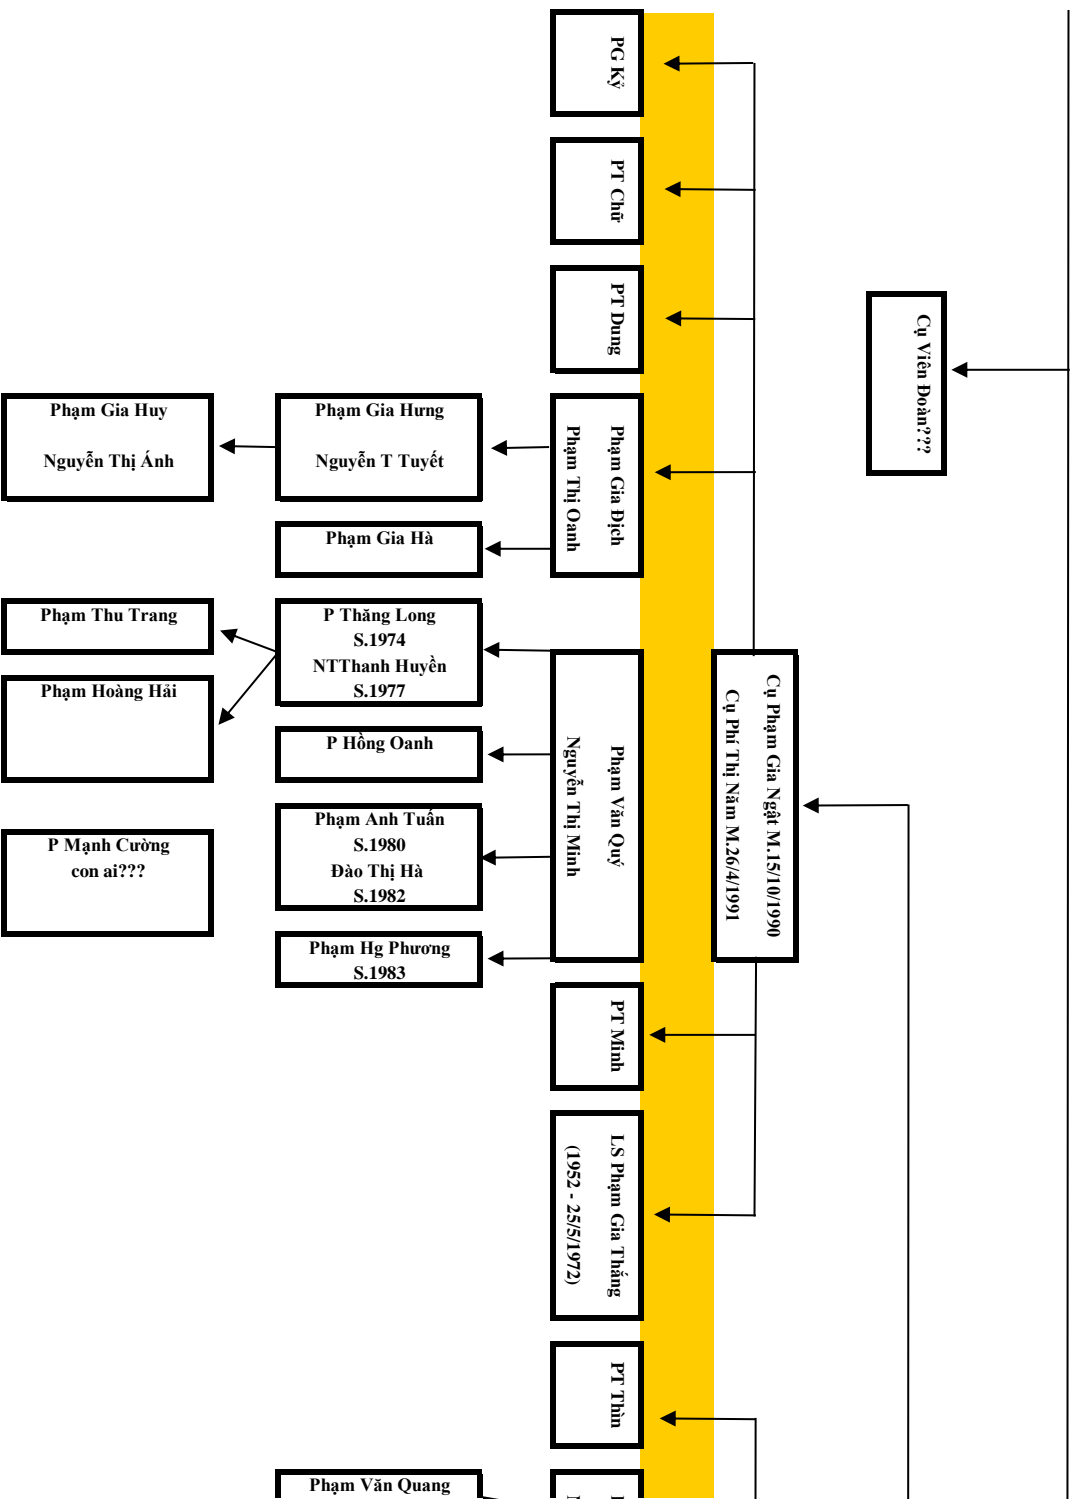 Cụ Viên Đoàn???
Cụ Phạm Gia Ngật M.15/10/1990
Cụ Phí Thị Năm M.26/4/1991
PG Kỷ
PT Chữ
PT Dung
Phạm Gia Địch
Phạm Thị Oanh
Phạm Gia Hưng
Nguyễn T Tuyết
Phạm Gia Huy
Nguyễn Thị Ánh
Phạm Gia Hà
Phạm Văn Quý
Nguyễn Thị Minh
P Thăng Long
S.1974
NTThanh Huyền
S.1977
Phạm Thu Trang
Phạm Hoàng Hải
P Hồng Oanh
Phạm Anh Tuấn
S.1980
Đào Thị Hà
S.1982
P Mạnh Cường
con ai???
Phạm Hg Phương
S.1983
PT Minh
LS Phạm Gia Thắng
(1952 - 25/5/1972)
PT Thìn
Phạm Văn Quang